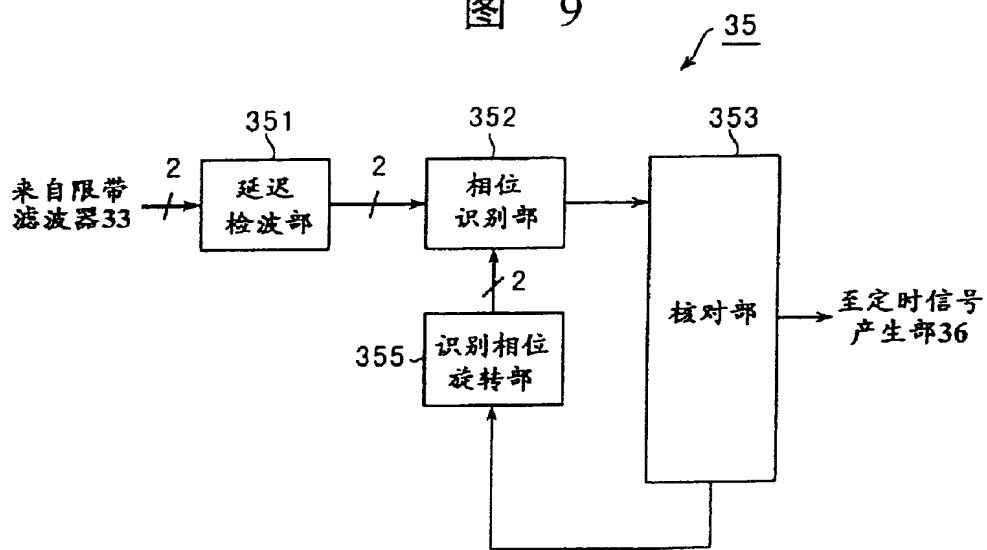 图 9
35
351
352
353
2
2
来自限带
滤波器33
延迟
检波部
相位
识别部
2
核对部
至定时信号
产生部36
355
识别相位
旋转部